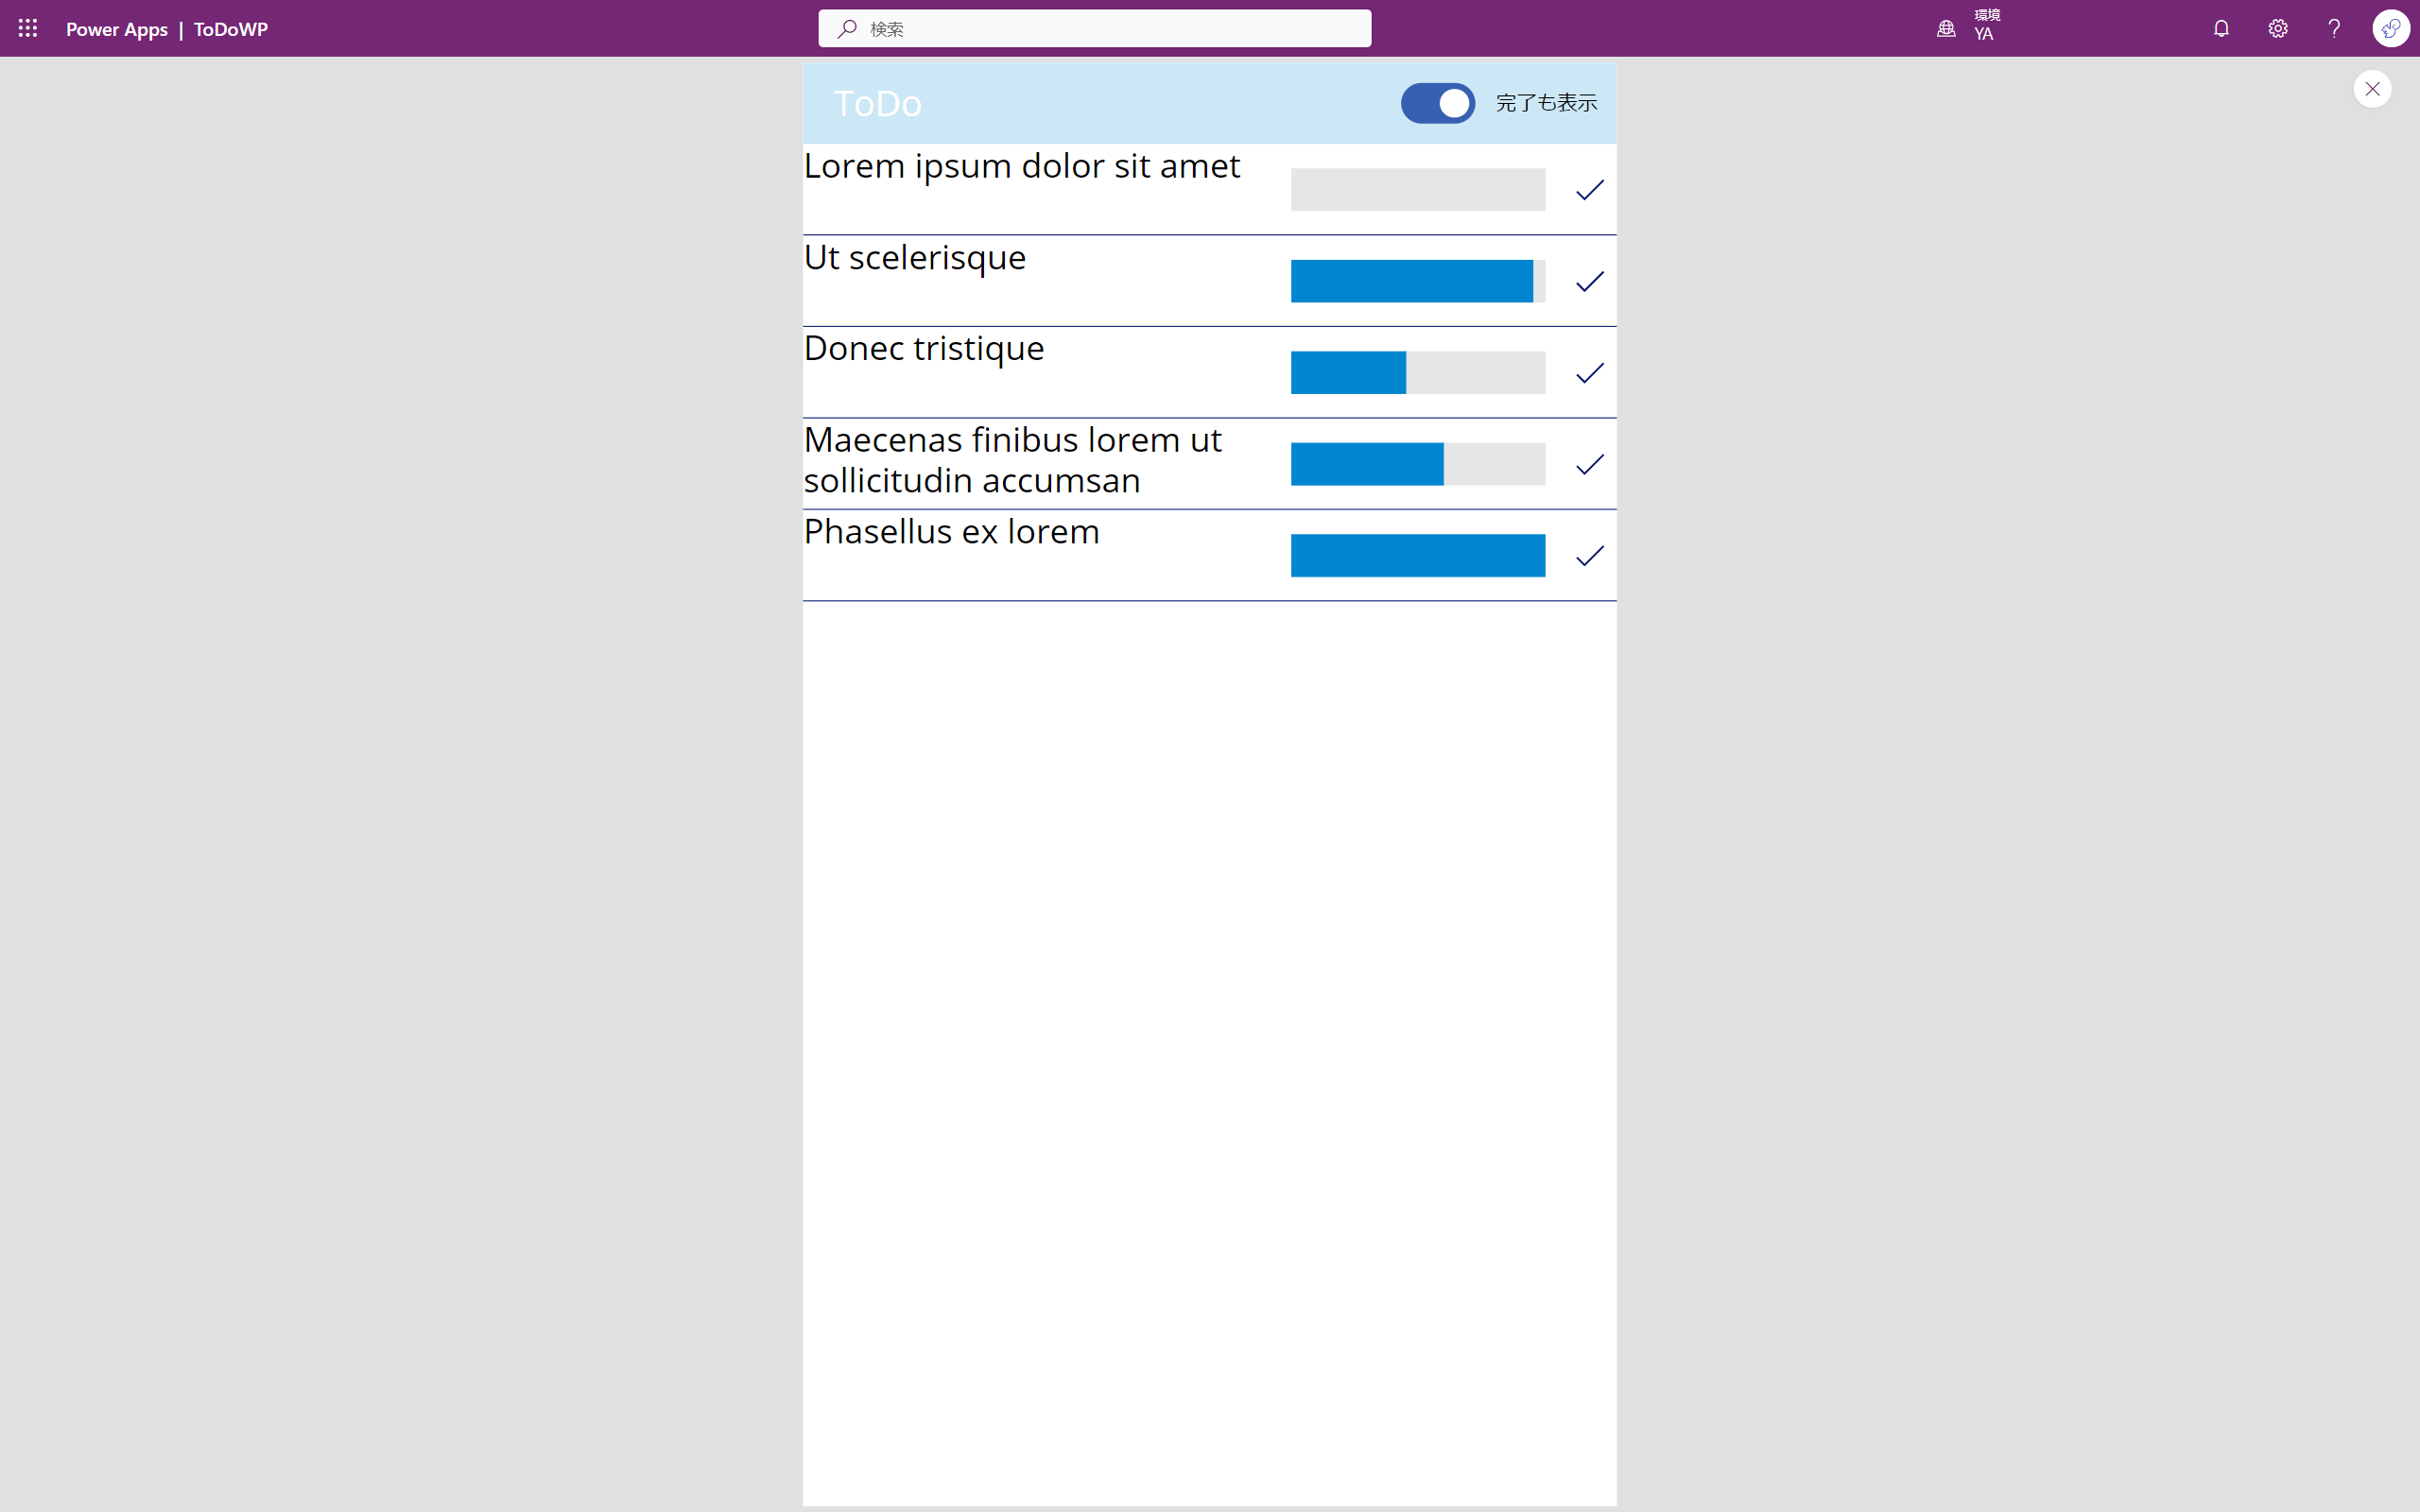 Power Apps | ToDoWP
検索
環境
YA
ToDo
完了も表示
Lorem ipsum dolor sit amet
Ut scelerisque
Donec tristique
Maecenas finibus lorem ut
sollicitudin accumsan
Phasellus ex lorem